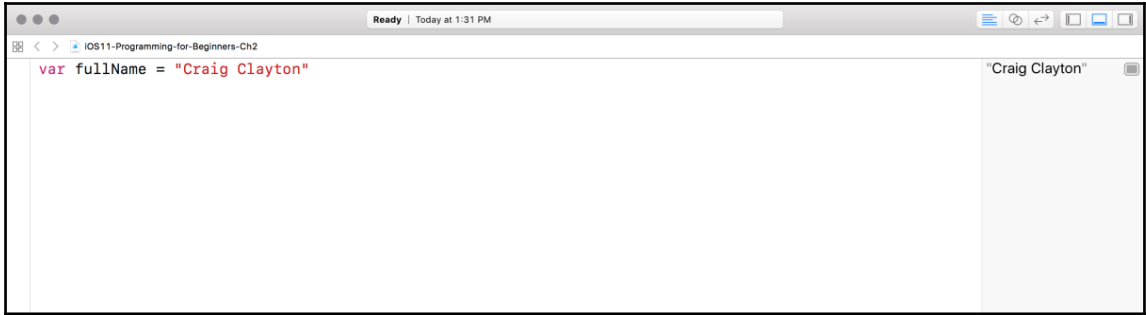 Ready | Today at 1:31 PM
iOS11-Programming-for-Beginners-Ch2
var fullName = "Craig Clayton" "Craig Clayton"